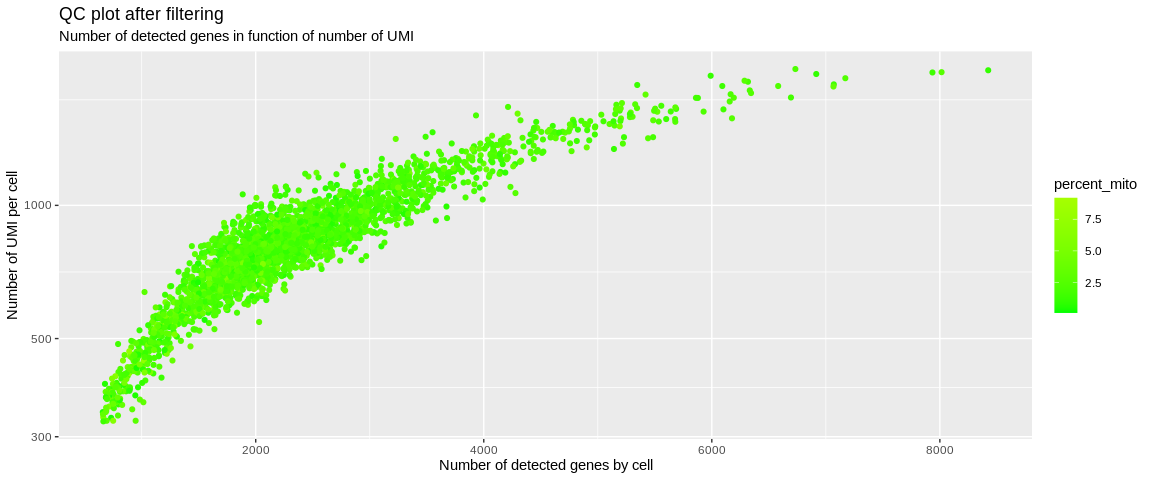 QC plot after filtering
Number of detected genes in function of number of UMI
Number of UMI per cell
1000
500
300
2000
4000
6000
8000
Number of detected genes by cell
percent_mito
7.5
5.0
2.5